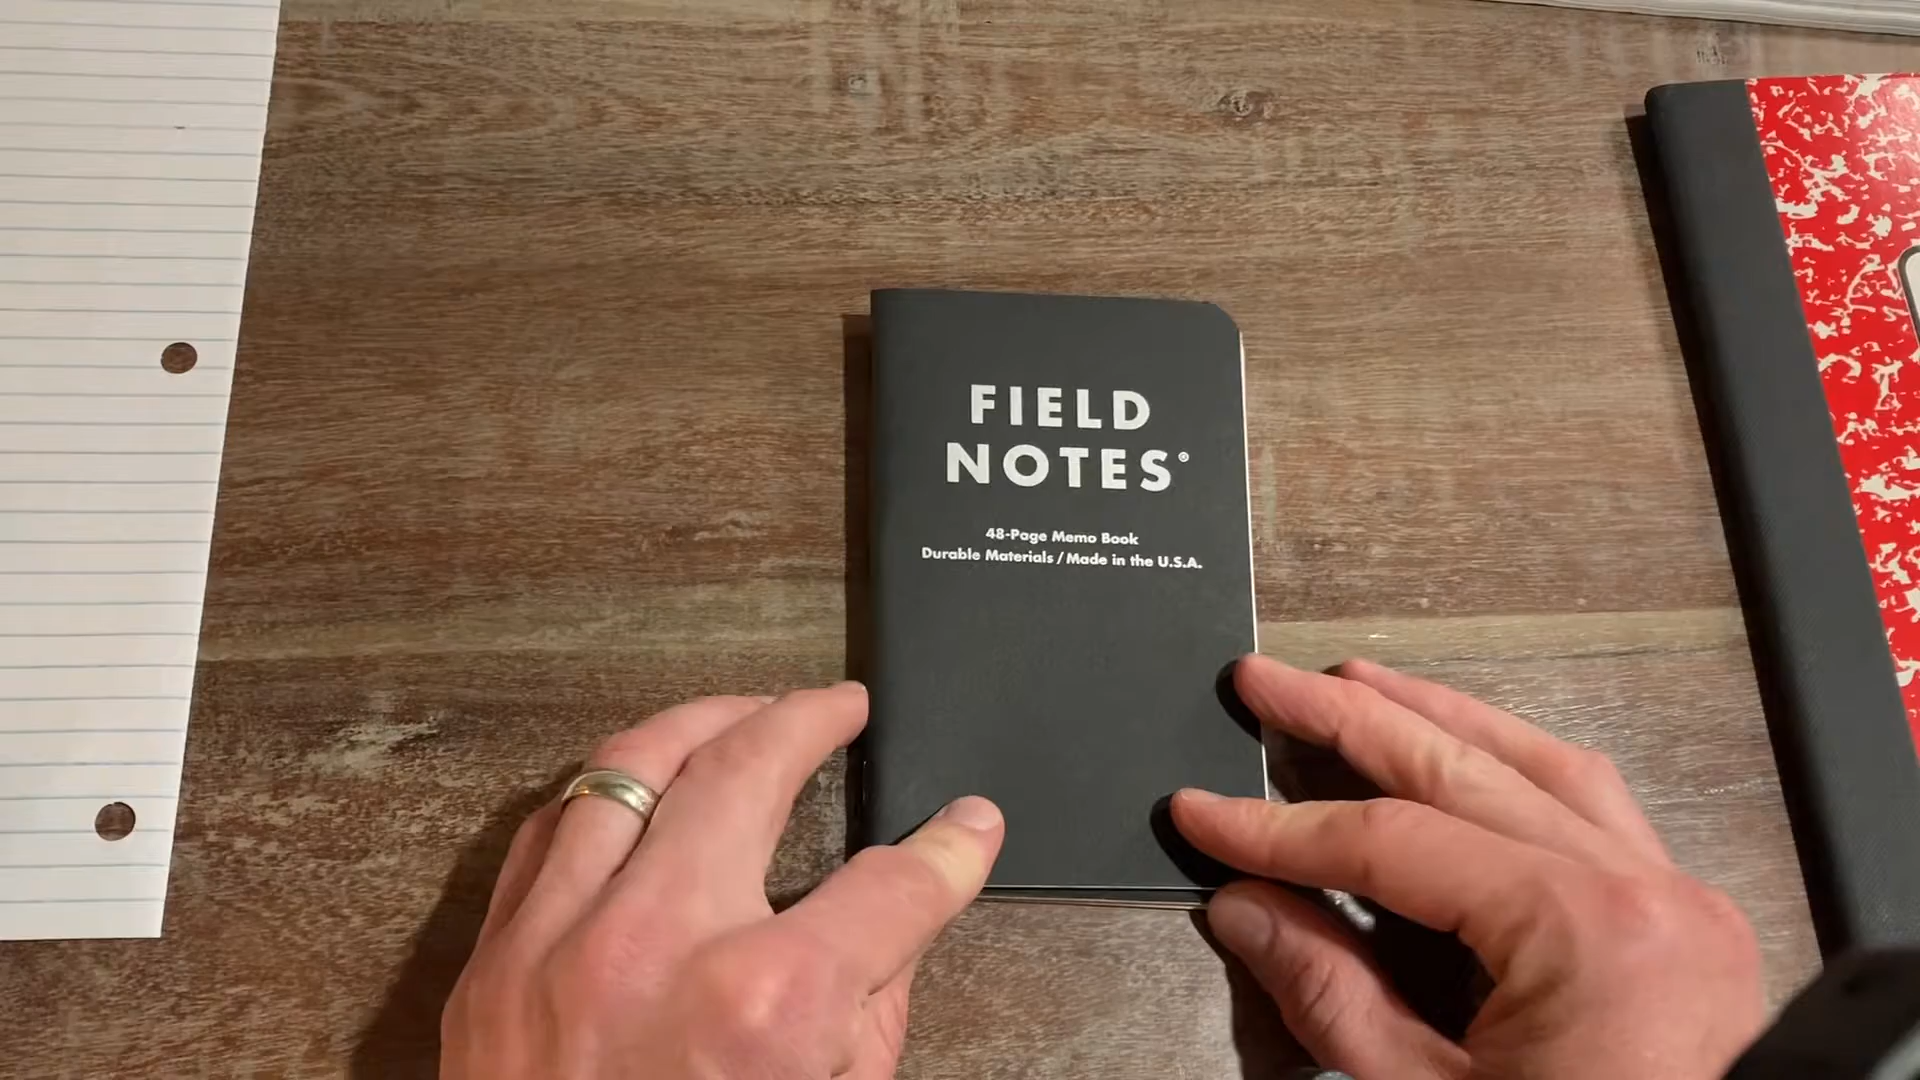 FIELD
NOTES®
48-Page Memo Book
Durable Materials / Made in the U.S.A.